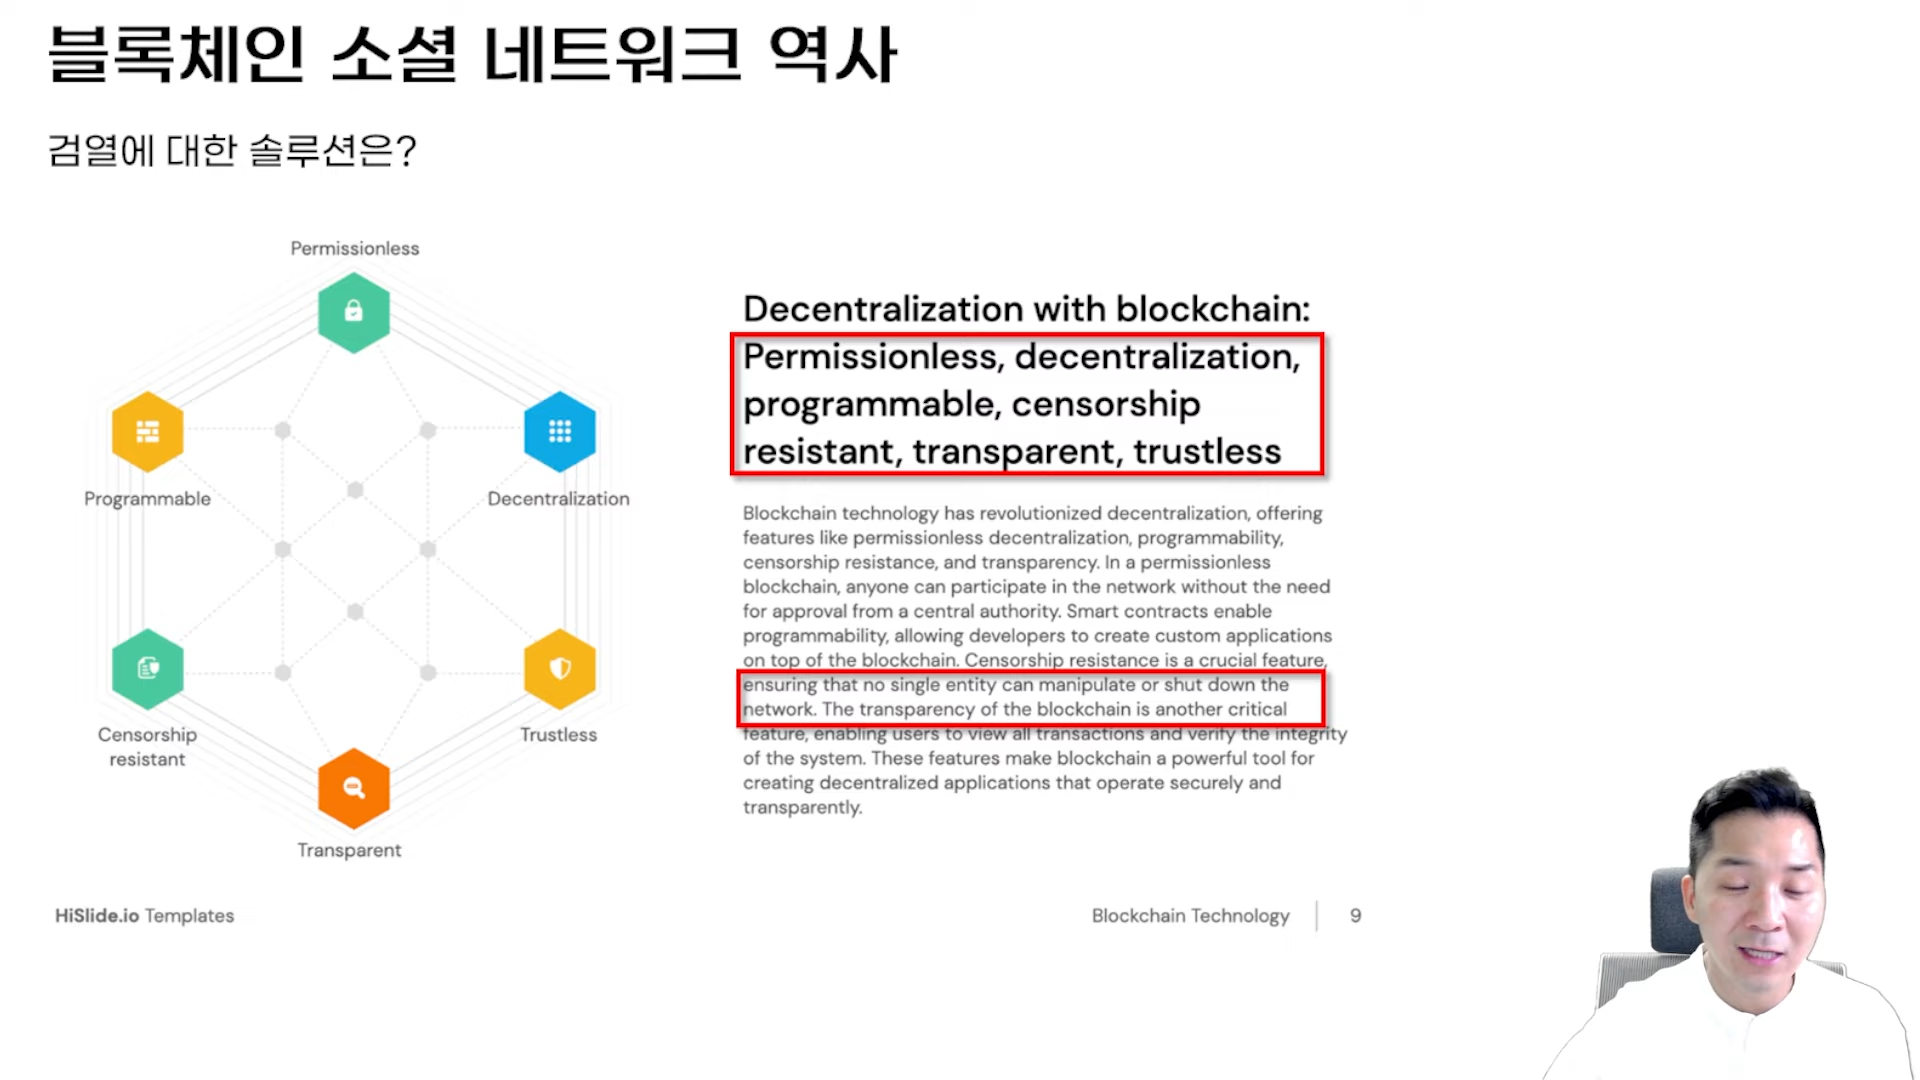 블록체인 소셜 네트워크 역사
검열에 대한 솔루션은?
Permissionless
Programmable
Decentralization
Censorship
resistant
Trustless
Transparent
Decentralization with blockchain:
Permissionless, decentralization,
programmable, censorship
resistant, transparent, trustless
Blockchain technology has revolutionized decentralization, offering
features like permissionless decentralization, programmability,
censorship resistance, and transparency. In a permissionless
blockchain, anyone can participate in the network without the need
for approval from a central authority. Smart contracts enable
programmability, allowing developers to create custom applications
on top of the blockchain. Censorship resistance is a crucial feature,
ensuring that no single entity can manipulate or shut down the
network. The transparency of the blockchain is another critical
feature, enabling users to view all transactions and verify the integrity
of the system. These features make blockchain a powerful tool for
creating decentralized applications that operate securely and
transparently.
HiSlide.io Templates
Blockchain Technology
9